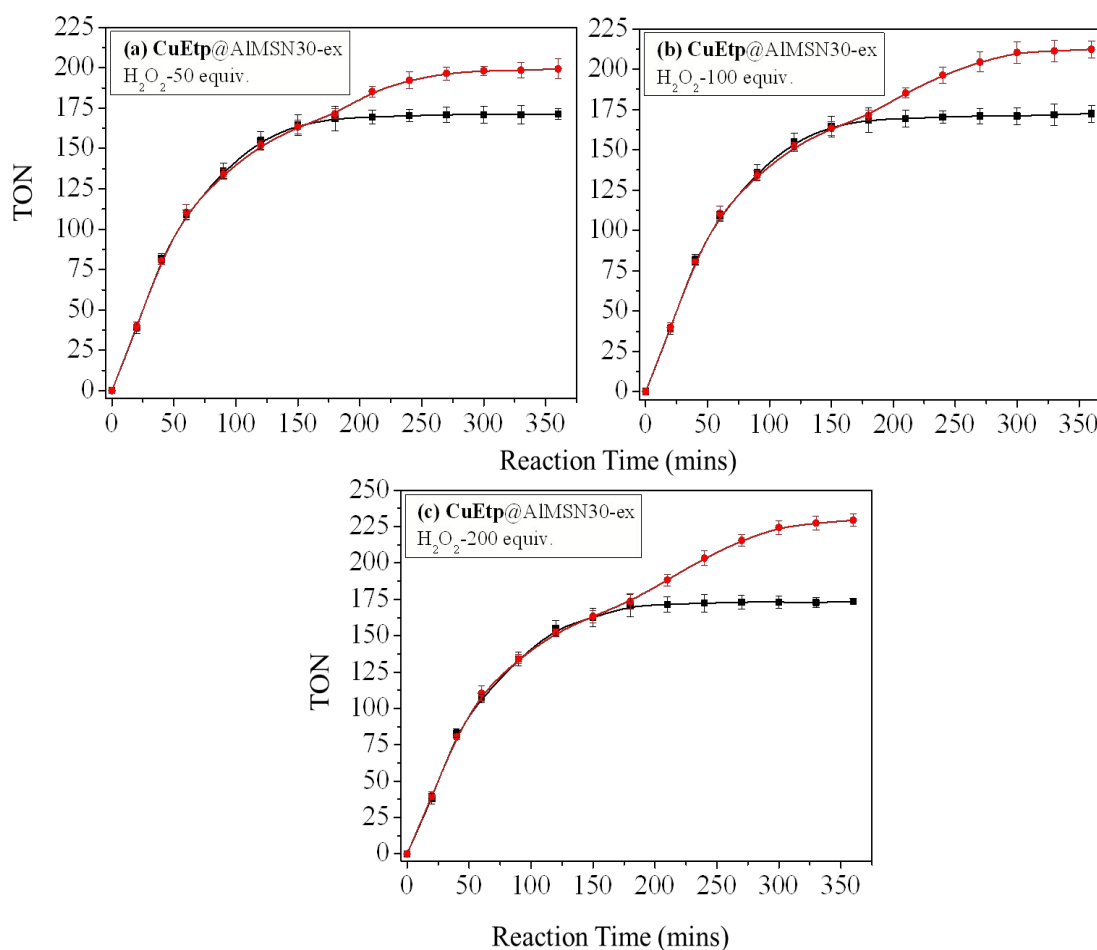 (a) CuEtp@AlMSN30-ex
H₂O₂-50 equiv.
TON
225
200
175
150
125
100
75
50
25
0
0 50 100 150 200 250 300 350
(b) CuEtp@AlMSN30-ex
H₂O₂-100 equiv.
225
200
175
150
125
100
75
50
25
0
0 50 100 150 200 250 300 350
Reaction Time (mins)
(c) CuEtp@AlMSN30-ex
H₂O₂-200 equiv.
TON
250
225
200
175
150
125
100
75
50
25
0
0 50 100 150 200 250 300 350
Reaction Time (mins)